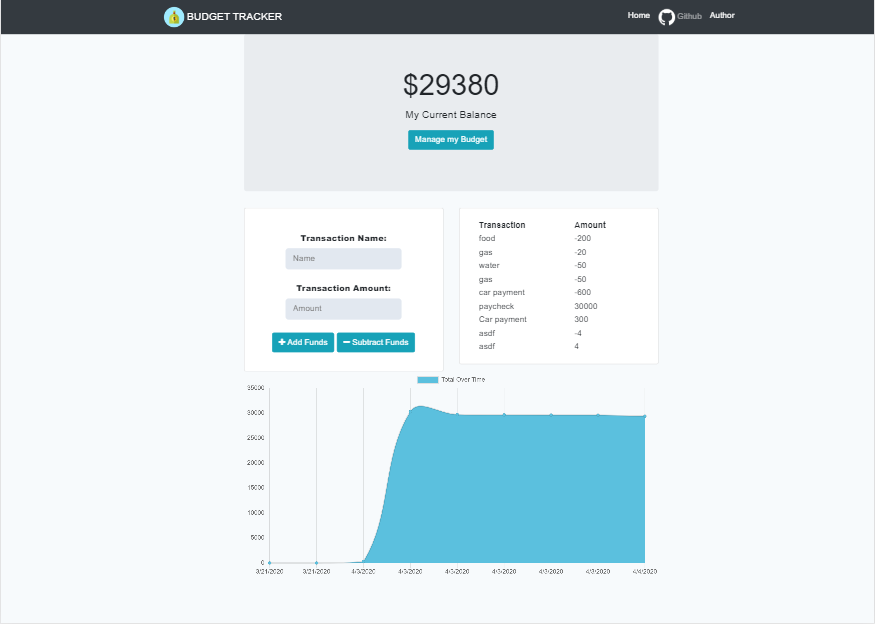 BUDGET TRACKER
Home Github Author
$29380
My Current Balance
Manage my Budget
Transaction Name:
Name
Transaction Amount:
Amount
Add Funds Subtract Funds
Transaction Amount
food -200
gas -20
water -50
gas -50
car payment -600
paycheck 30000
Car payment 300
asdf -4
asdf 4
Total Over Time
35000
30000
25000
20000
15000
10000
5000
0
3/21/2020 3/21/2020 4/3/2020 4/3/2020 4/3/2020 4/3/2020 4/3/2020 4/3/2020 4/4/2020